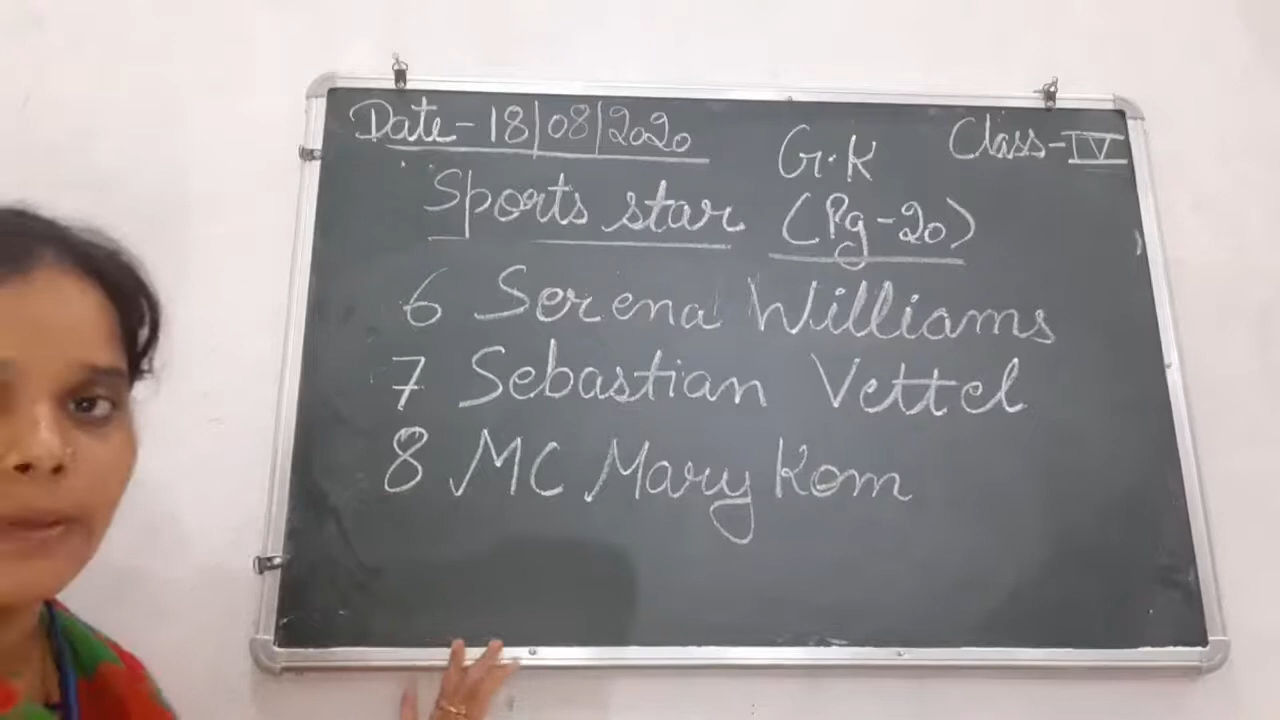 Date-18|08|2020
G.K
Class-IV
Sports star (Pg-20)
6 Serena Williams
7 Sebastian Vettel
8 MC Mary Kom